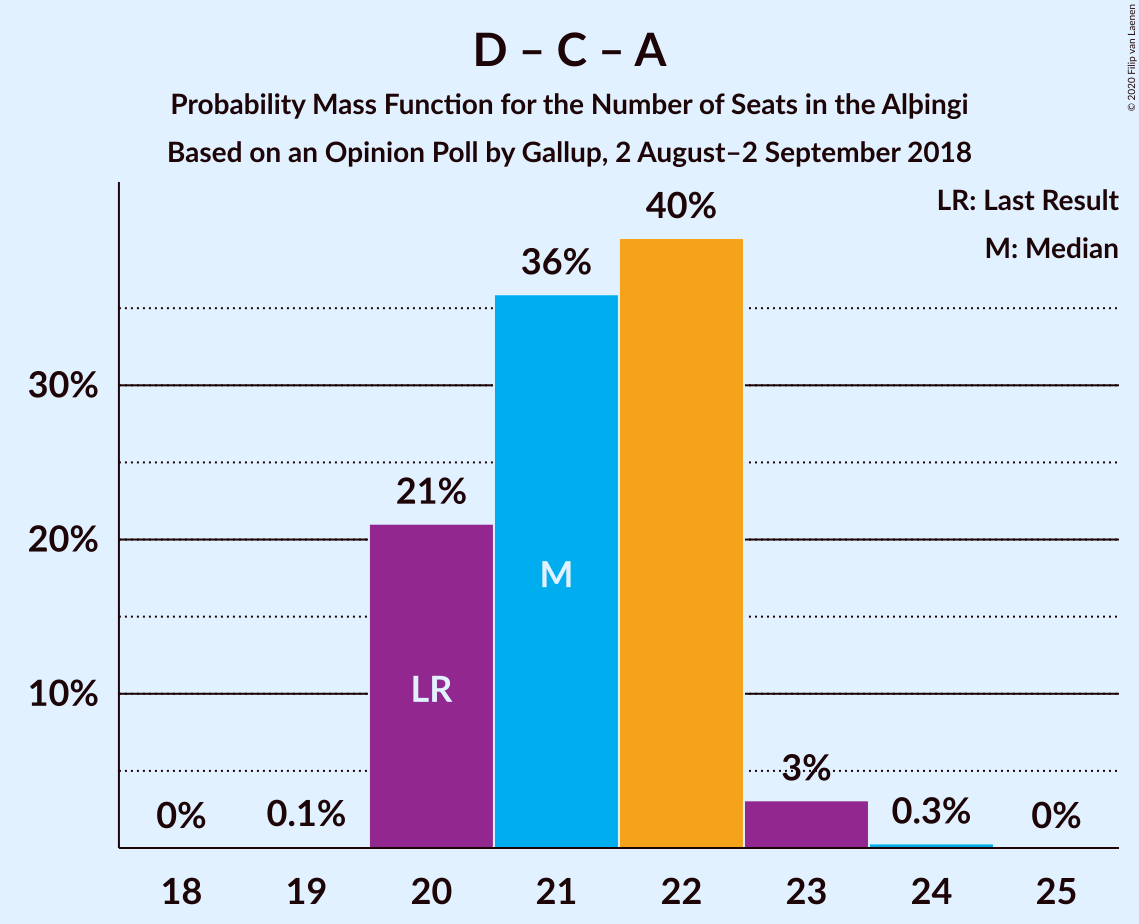 D – C – A
Probability Mass Function for the Number of Seats in the Alþingi
Based on an Opinion Poll by Gallup, 2 August–2 September 2018
© 2020 Filip van Laenen
LR: Last Result
M: Median
40%
36%
30%
21%
20%
M
LR
10%
3%
0%
0.1%
0.3%
0%
18
19
20
21
22
23
24
25